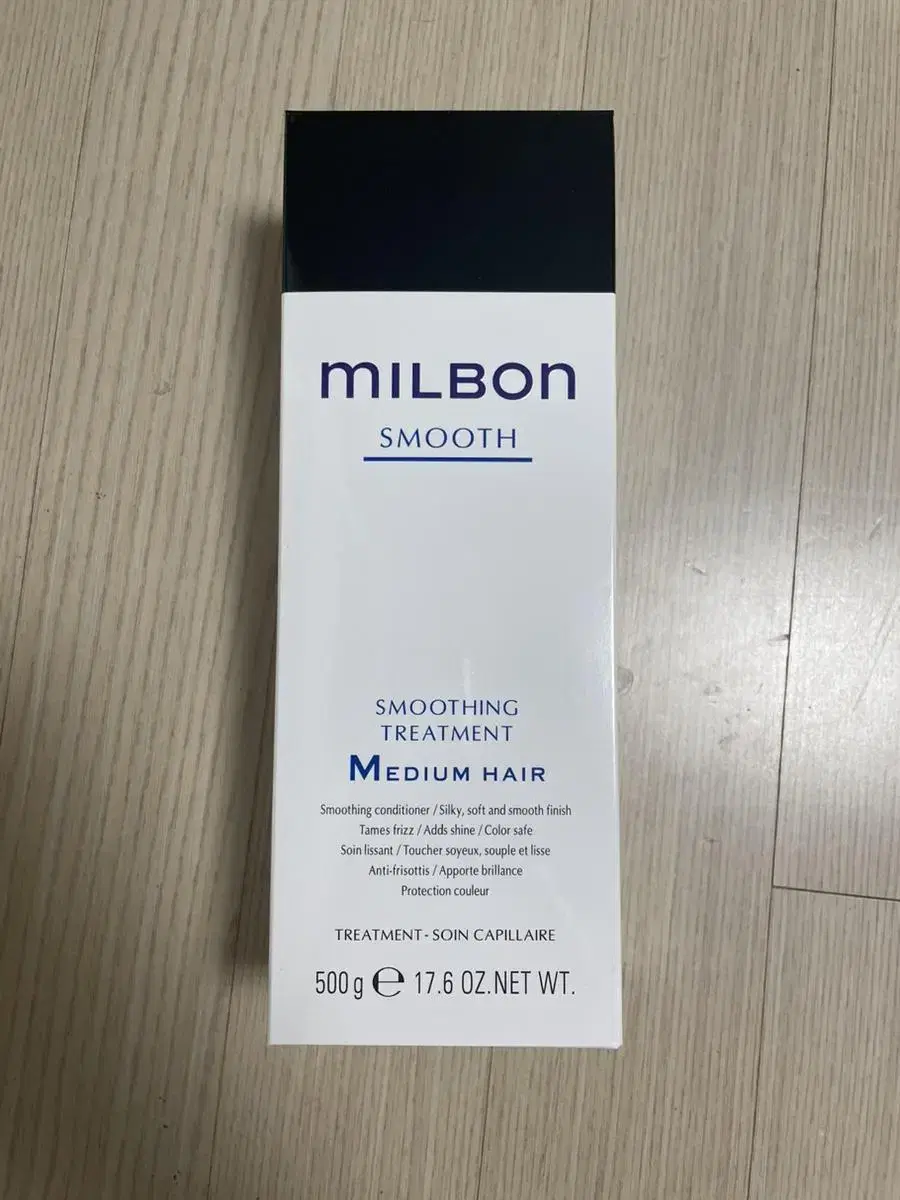 MILBON
SMOOTH
SMOOTHING
TREATMENT
MEDIUM HAIR
Smoothing conditioner / Silky, soft and smooth finish
Tames frizz / Adds shine / Color safe
Soin lissant / Toucher soyeux, souple et lisse
Anti-frisottis / Apporte brillance
Protection couleur
TREATMENT - SOIN CAPILLAIRE
500 g ℮ 17.6 OZ. NET WT.